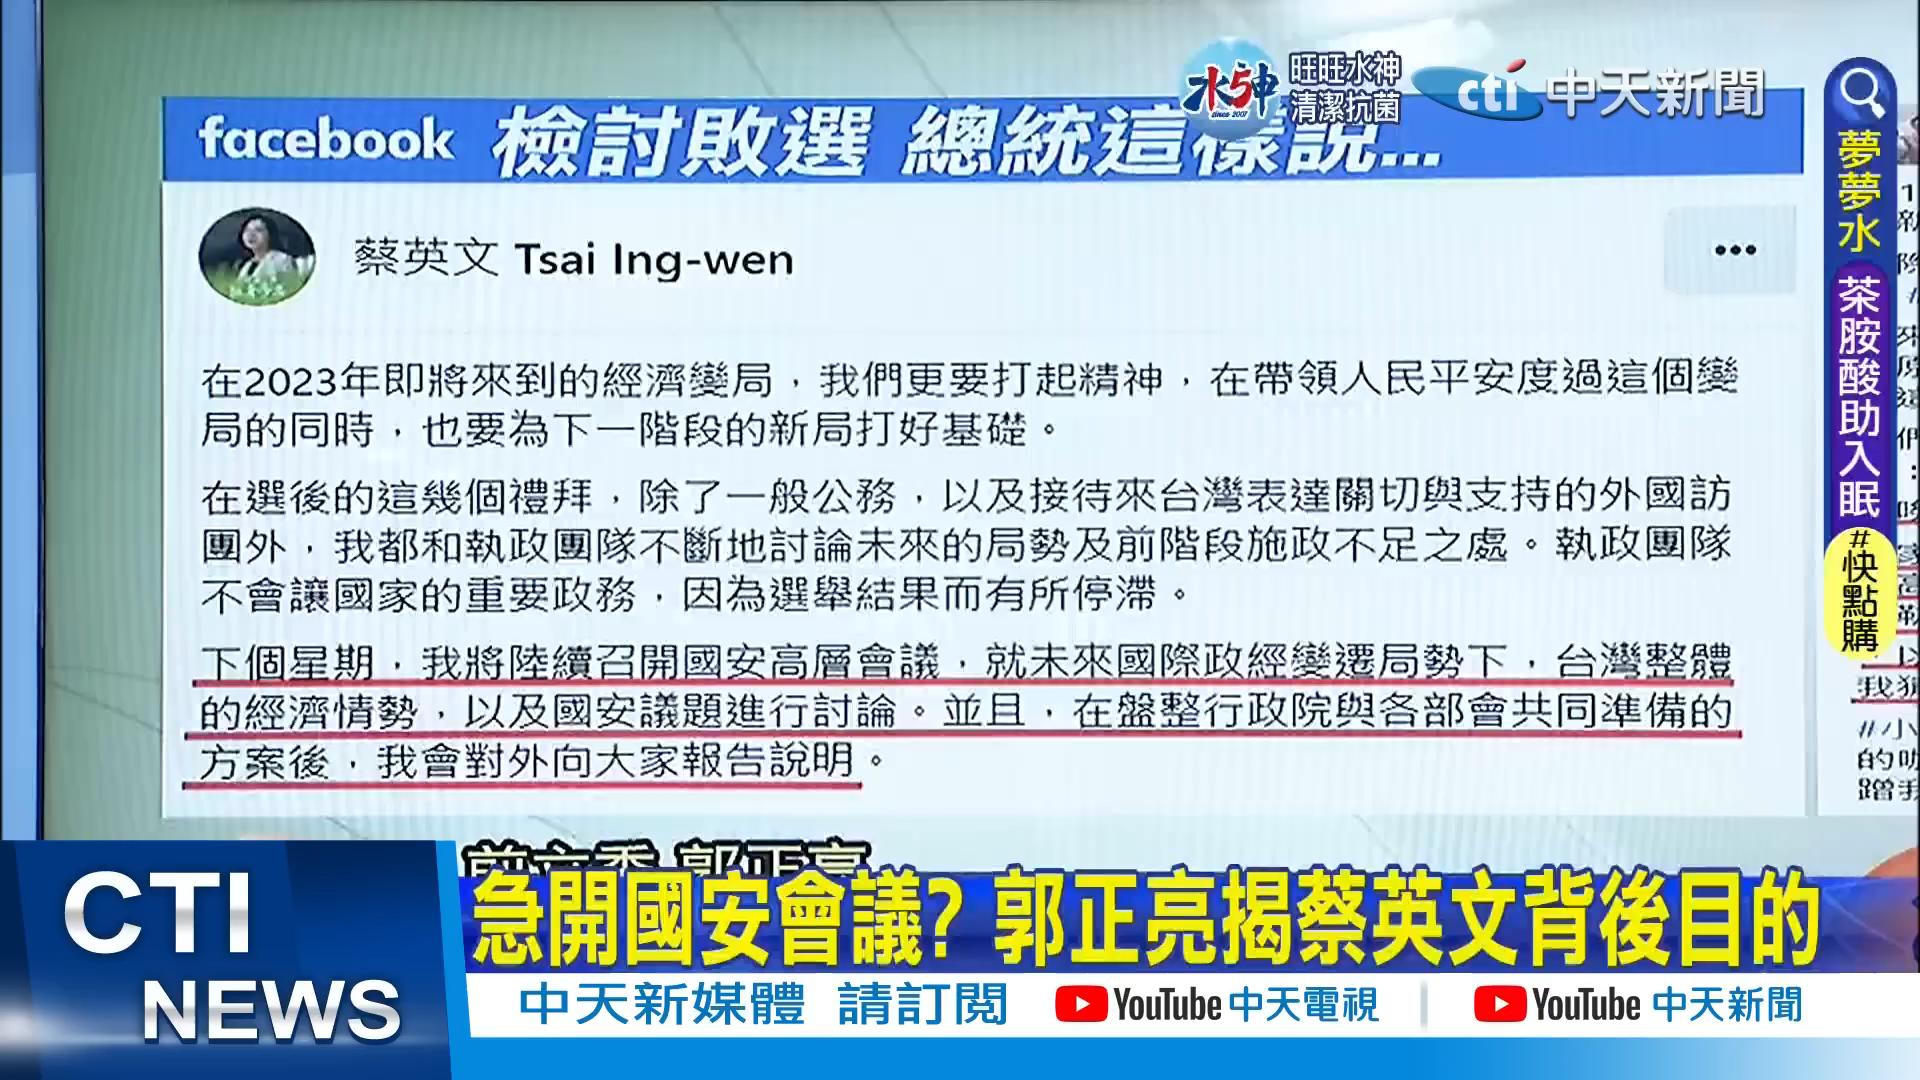 水神
Since 2007
旺旺水神
清潔抗菌
cti 中天新聞
facebook 檢討敗選 總統這樣說...
蔡英文 Tsai Ing-wen
在2023年即將來到的經濟變局，我們更要打起精神，在帶領人民平安度過這個變
局的同時，也要為下一階段的新局打好基礎。
在選後的這幾個禮拜，除了一般公務，以及接待來台灣表達關切與支持的外國訪
團外，我都和執政團隊不斷地討論未來的局勢及前階段施政不足之處。執政團隊
不會讓國家的重要政務，因為選舉結果而有所停滯。
下個星期，我將陸續召開國安高層會議，就未來國際政經變遷局勢下，台灣整體
的經濟情勢，以及國安議題進行討論。並且，在盤整行政院與各部會共同準備的
方案後，我會對外向大家報告說明。
夢夢水
茶胺酸助入眠
#快點購
郭正亮
CTI
NEWS
急開國安會議? 郭正亮揭蔡英文背後目的
中天新媒體 請訂閱 YouTube 中天電視 | YouTube 中天新聞